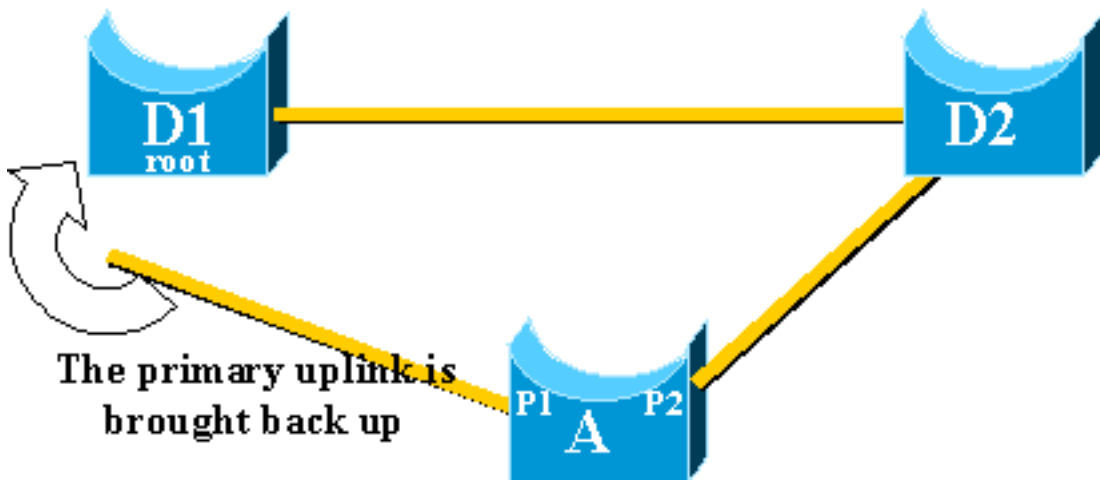 D1
root
D2
The primary uplink is
brought back up
P1
P2
A